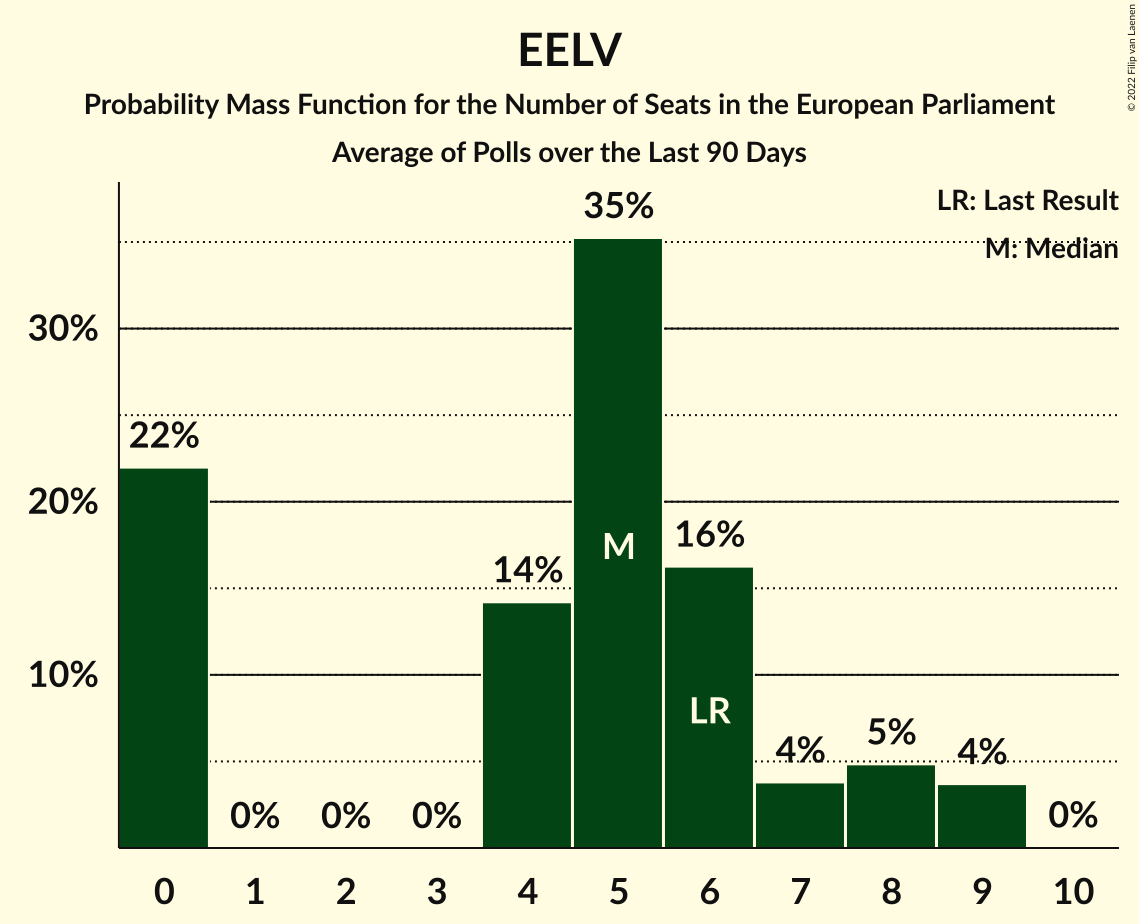 EELV
Probability Mass Function for the Number of Seats in the European Parliament
Average of Polls over the Last 90 Days
© 2022 Filip van Laenen
LR: Last Result
M: Median
30%
20%
10%
22%
0%
0%
0%
14%
35%
M
16%
LR
4%
5%
4%
0%
0 1 2 3 4 5 6 7 8 9 10